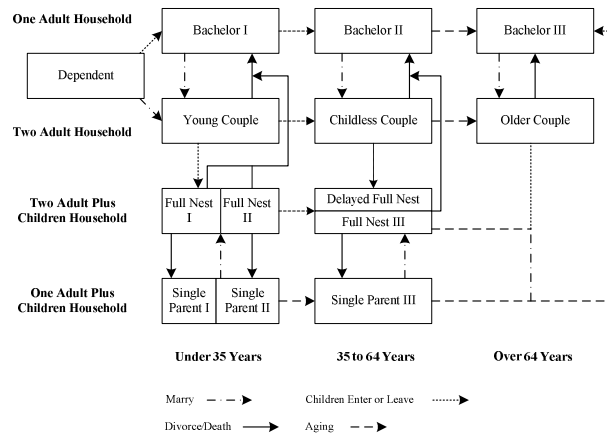 One Adult Household
Bachelor I
Bachelor II
Bachelor III
Dependent
Two Adult Household
Young Couple
Childless Couple
Older Couple
Two Adult Plus
Children Household
Full Nest
I
Full Nest
II
Delayed Full Nest
Full Nest III
One Adult Plus
Children Household
Single
Parent I
Single
Parent II
Single Parent III
Under 35 Years
35 to 64 Years
Over 64 Years
Marry
Children Enter or Leave
Divorce/Death
Aging